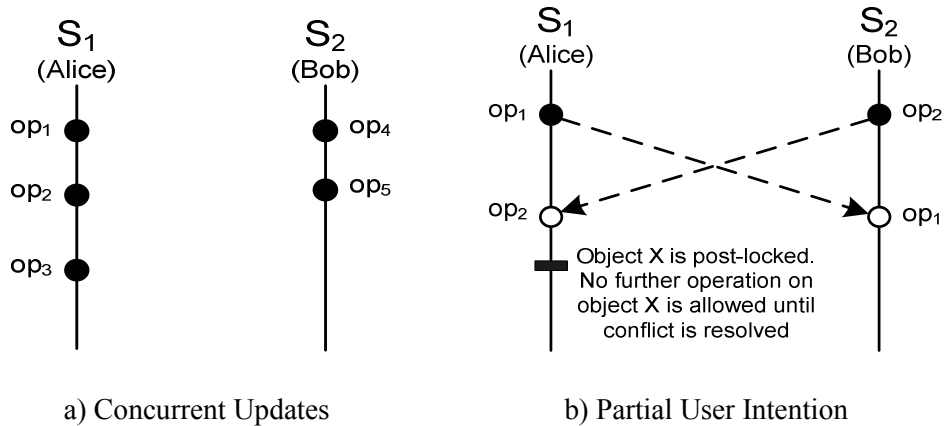 S₁
(Alice)
op₁
op₂
op₃
S₂
(Bob)
op₄
op₅
a) Concurrent Updates
S₁
(Alice)
op₁
op₂
Object X is post-locked.
No further operation on
object X is allowed until
conflict is resolved
S₂
(Bob)
op₂
op₁
b) Partial User Intention